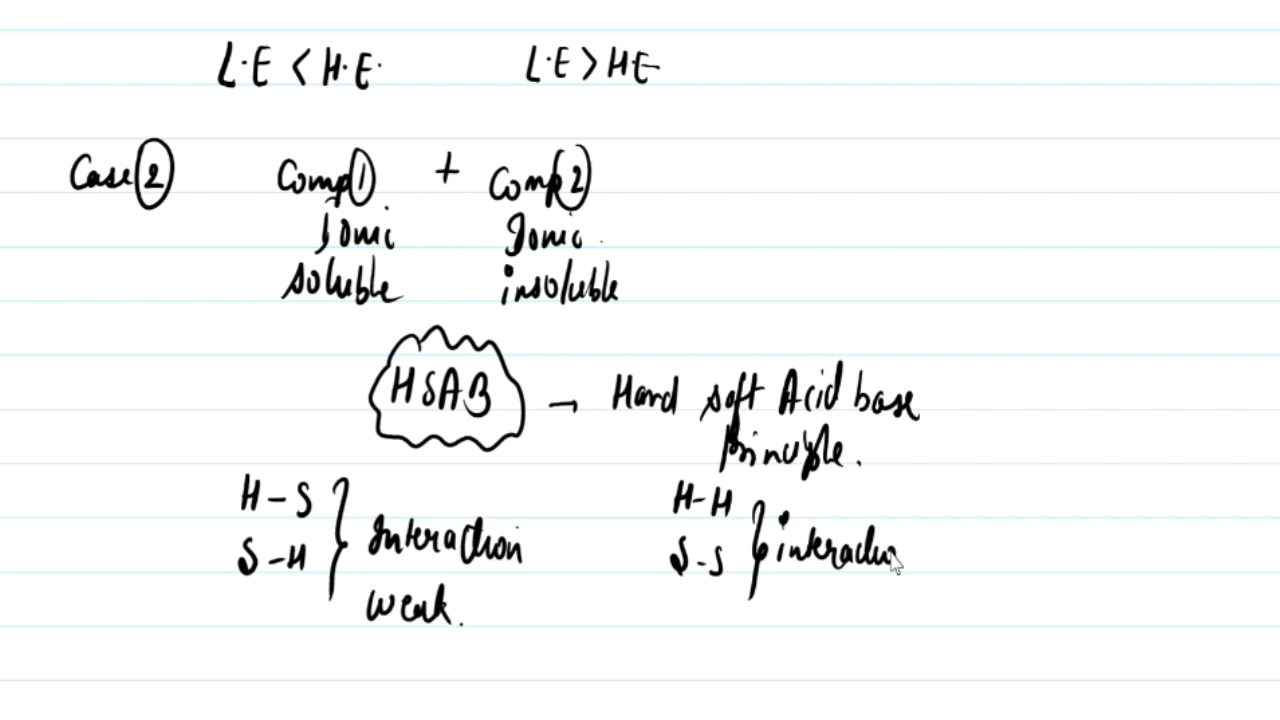 L.E < H.E. L.E > H.E
Case ② Comp ① + Comp ②
Ionic Ionic
soluble insoluble
HSAB → Hard soft Acid base
Principle.
H-S H-H
S-H } Interaction S-S } interaction
weak.